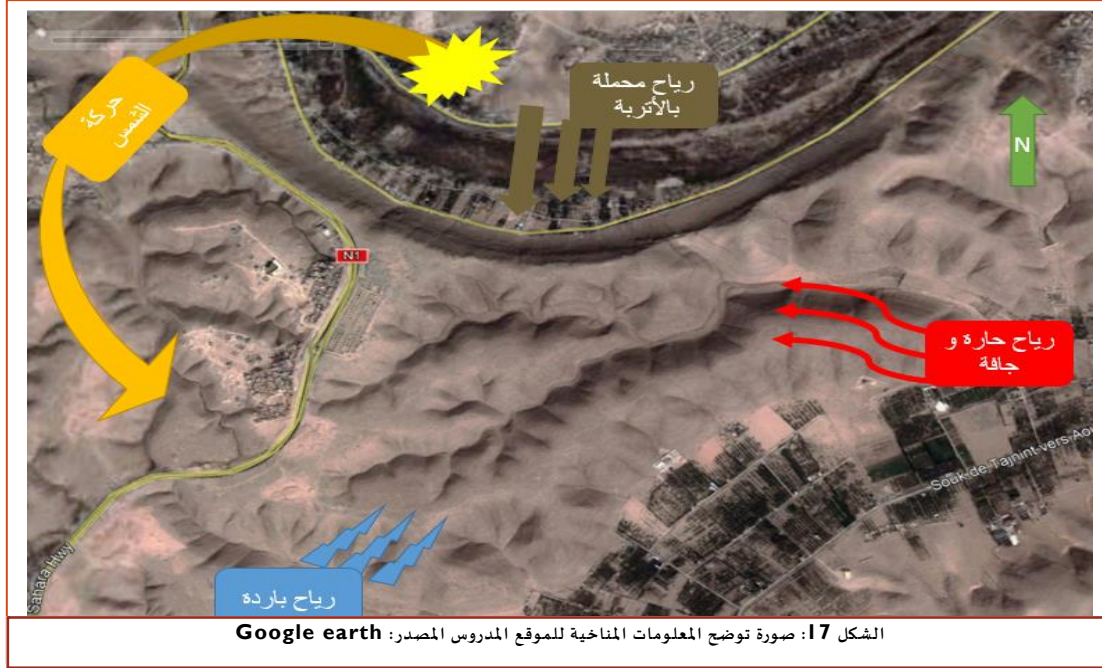 رياح محملة
بالأتربة
حركة
الشمس
N
N1
رياح حارة و
جافة
Souk-de-Tajnint-vers-Aou
Sahara Hwy
رياح باردة
الشكل 17: صورة توضح المعلومات المناخية للموقع المدروس المصدر: Google earth